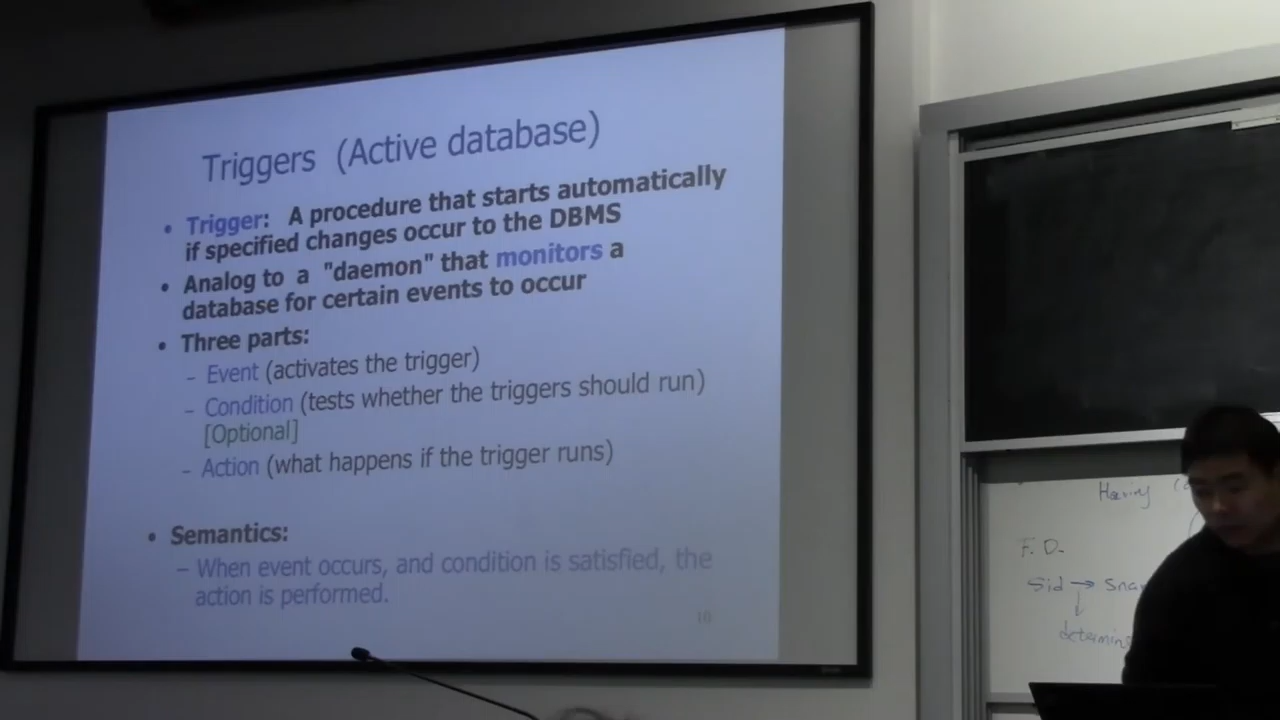 Triggers (Active database)
• Trigger: A procedure that starts automatically
if specified changes occur to the DBMS
• Analog to a "daemon" that monitors a
database for certain events to occur
• Three parts:
– Event (activates the trigger)
– Condition (tests whether the triggers should run)
[Optional]
– Action (what happens if the trigger runs)
• Semantics:
– When event occurs, and condition is satisfied, the
action is performed.
10
Having
F. D.
Sid →